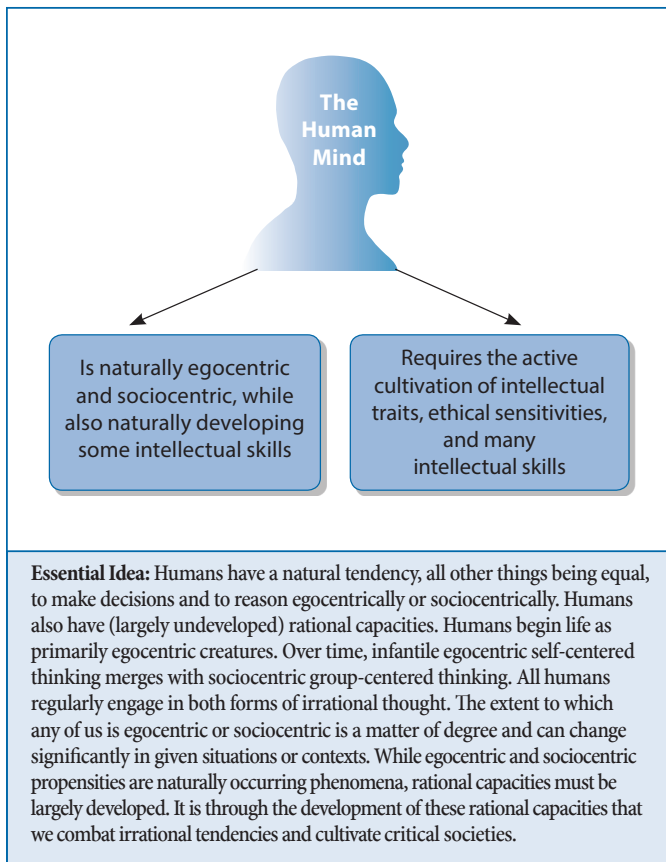 The
Human
Mind
Is naturally egocentric
and sociocentric, while
also naturally developing
some intellectual skills
Requires the active
cultivation of intellectual
traits, ethical sensitivities,
and many
intellectual skills
Essential Idea: Humans have a natural tendency, all other things being equal,
to make decisions and to reason egocentrically or sociocentrically. Humans
also have (largely undeveloped) rational capacities. Humans begin life as
primarily egocentric creatures. Over time, infantile egocentric self-centered
thinking merges with sociocentric group-centered thinking. All humans
regularly engage in both forms of irrational thought. The extent to which
any of us is egocentric or sociocentric is a matter of degree and can change
significantly in given situations or contexts. While egocentric and sociocentric
propensities are naturally occurring phenomena, rational capacities must be
largely developed. It is through the development of these rational capacities that
we combat irrational tendencies and cultivate critical societies.